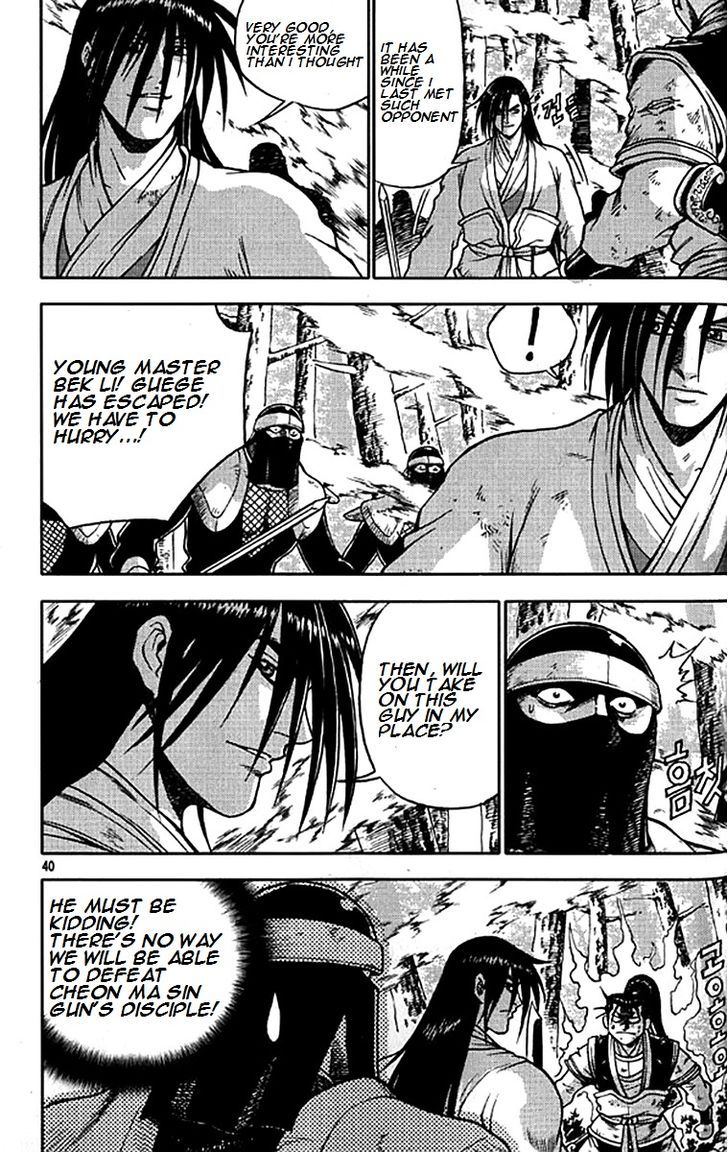 VERY GOOD.
YOU'RE MORE
INTERESTING
THAN I THOUGHT
IT HAS
BEEN A
WHILE
SINCE I
LAST MET
SUCH
OPPONENT
!
YOUNG MASTER
BEK LI! GUEGE
HAS ESCAPED!
WE HAVE TO
HURRY...!
THEN, WILL
YOU TAKE
ON THIS
GUY IN MY
PLACE?
흠칫
40
HE MUST BE
KIDDING!
THERE'S NO WAY
WE WILL BE ABLE
TO DEFEAT
CHEON MA SIN
GUN'S DISCIPLE!